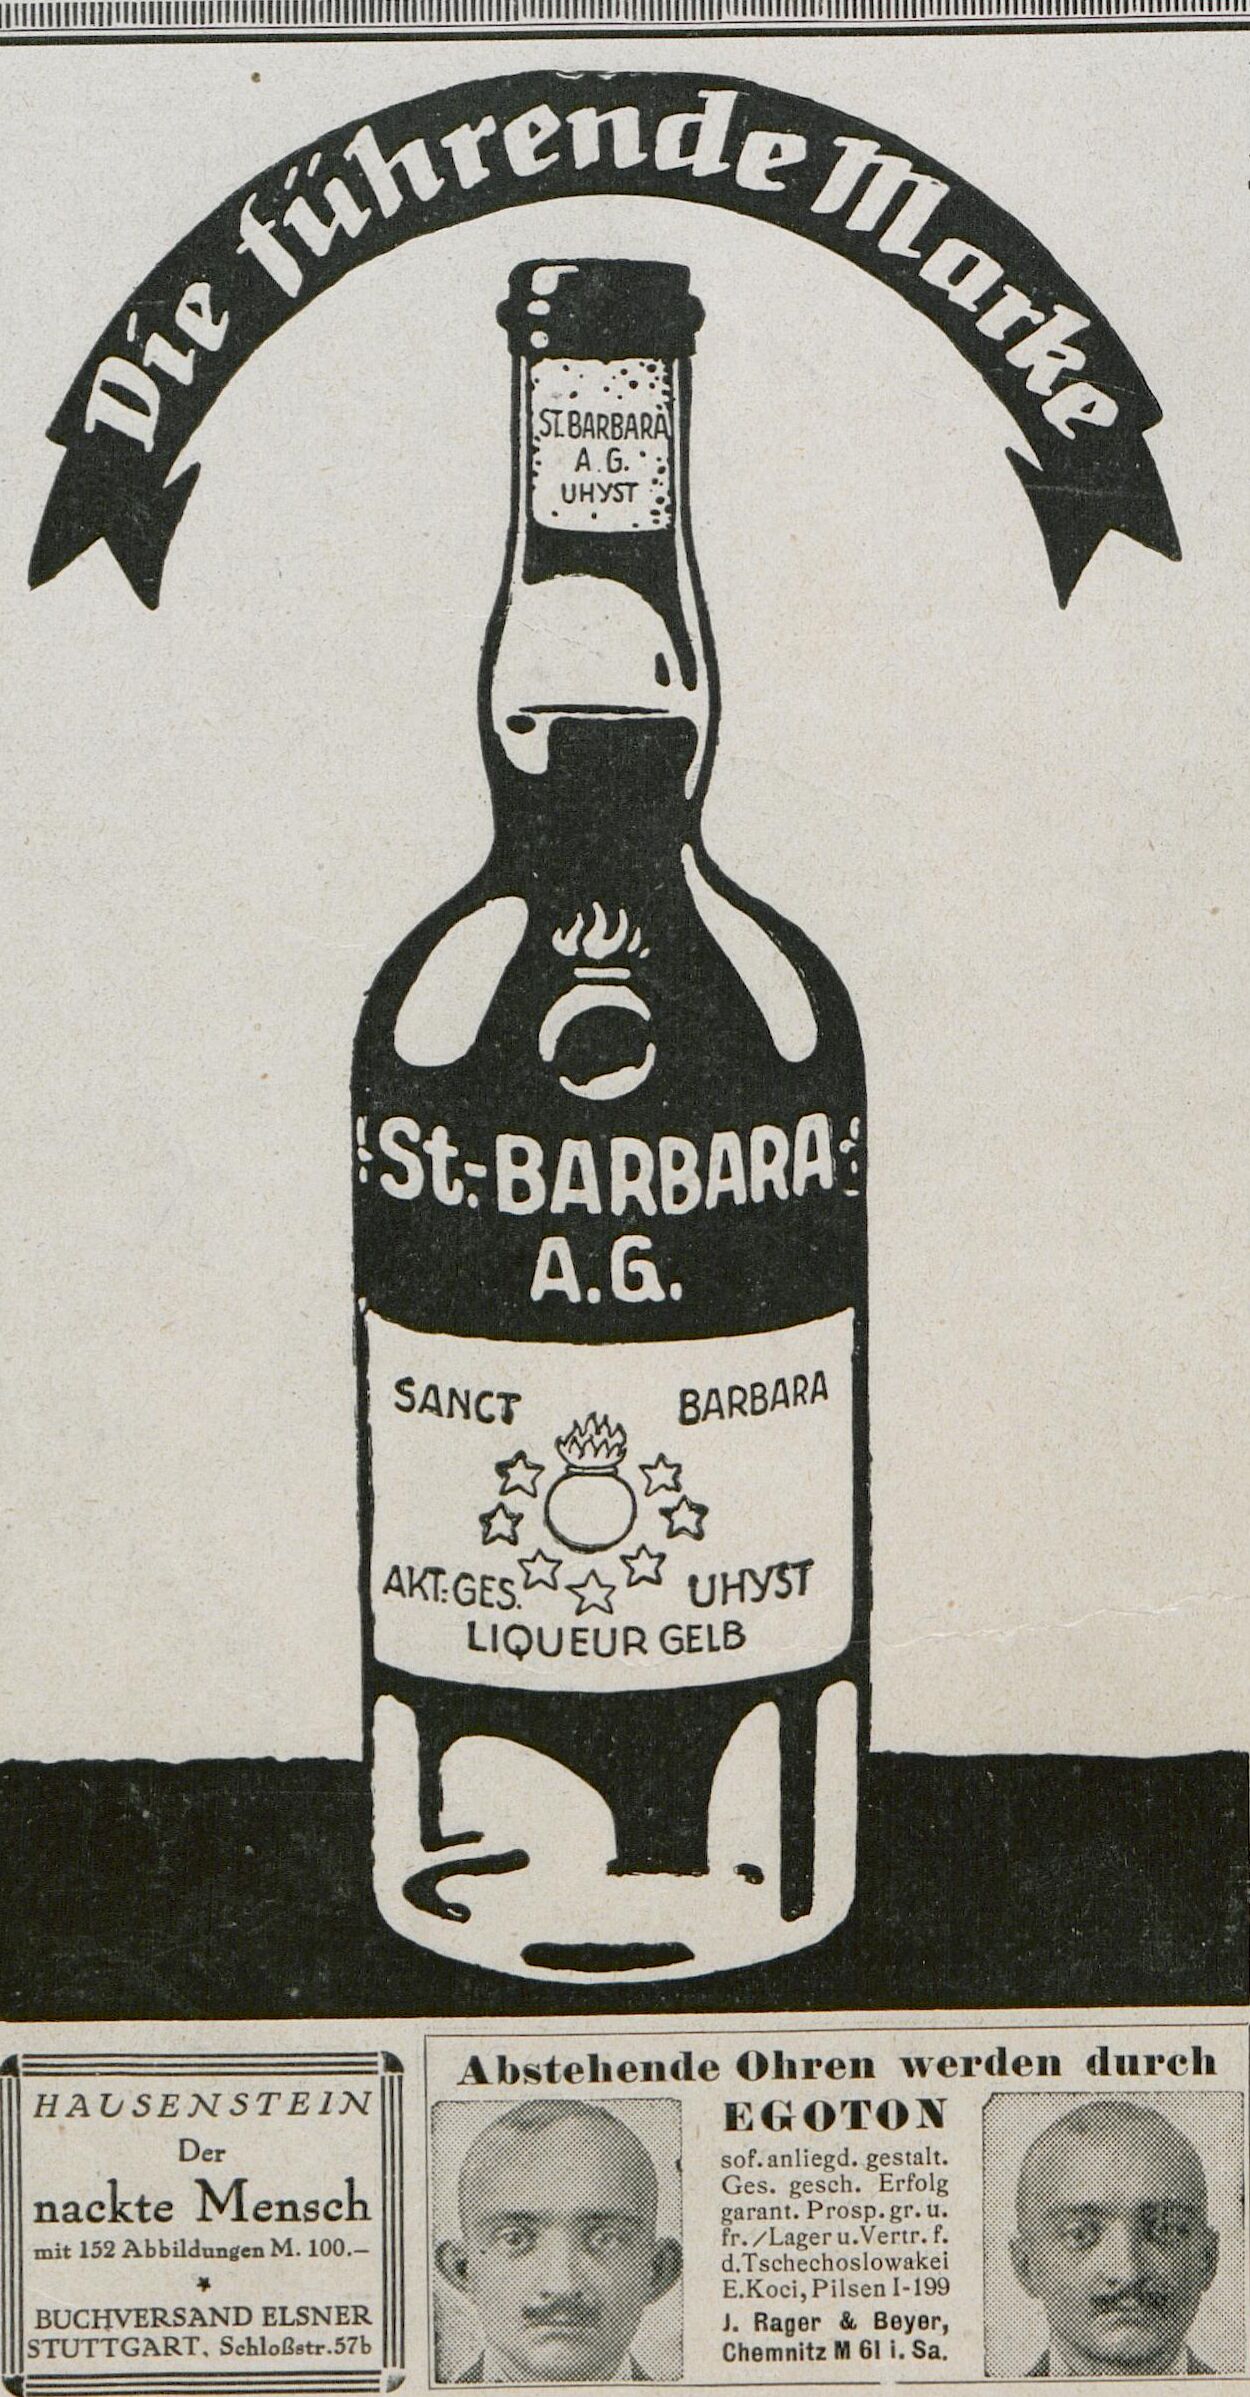 Die führende Marke
ST. BARBARA
A.G.
UHYST
St.-BARBARA
A.G.
SANCT BARBARA
AKT.-GES. UHYST
LIQUEUR GELB
HAUSENSTEIN
Der
nackte Mensch
mit 152 Abbildungen M. 100.–
BUCHVERSAND ELSNER
STUTTGART, Schloßstr. 57b
Abstehende Ohren werden durch
EGOTON
sof. anliegd. gestalt.
Ges. gesch. Erfolg
garant. Prosp. gr. u.
fr. / Lager u. Vertr. f.
d. Tschechoslowakei
E. Koci, Pilsen I-199
J. Rager & Beyer,
Chemnitz M 61 i. Sa.